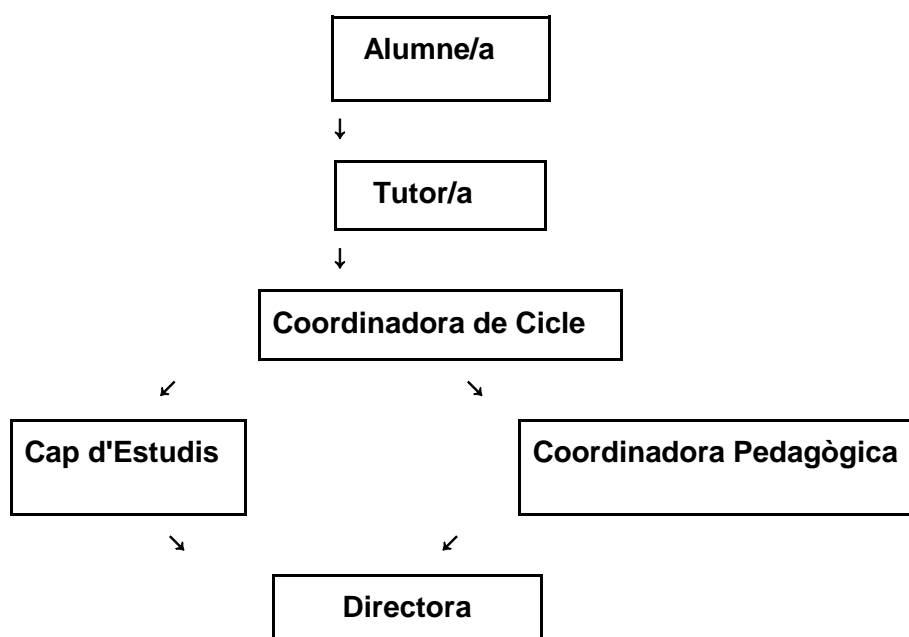 Alumne/a
↓
Tutor/a
↓
Coordinadora de Cicle
↙ ↘
Cap d'Estudis Coordinadora Pedagògica
↘ ↙
Directora